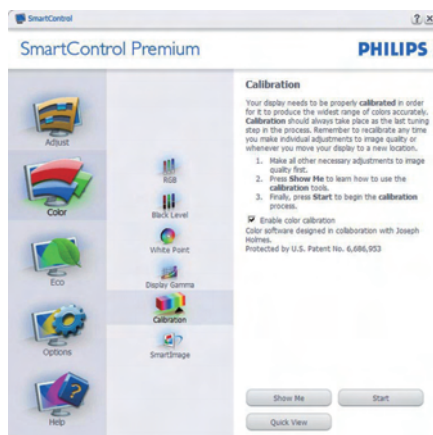 SmartControl
SmartControl Premium
PHILIPS
Adjust
Color
Eco
Options
Help
RGB
Black Level
White Point
Display Gamma
Calibration
SmartImage
Calibration
Your display needs to be properly calibrated in order
for it to produce the widest range of colors accurately.
Calibration should always take place as the last tuning
step in the process. Remember to recalibrate any time
you make individual adjustments to image quality or
whenever you move your display to a new location.
1. Make all other necessary adjustments to image
quality first.
2. Press Show Me to learn how to use the
calibration tools.
3. Finally, press Start to begin the calibration
process.
Enable color calibration
Color software designed in collaboration with Joseph
Holmes.
Protected by U.S. Patent No. 6,686,953
Show Me
Start
Quick View